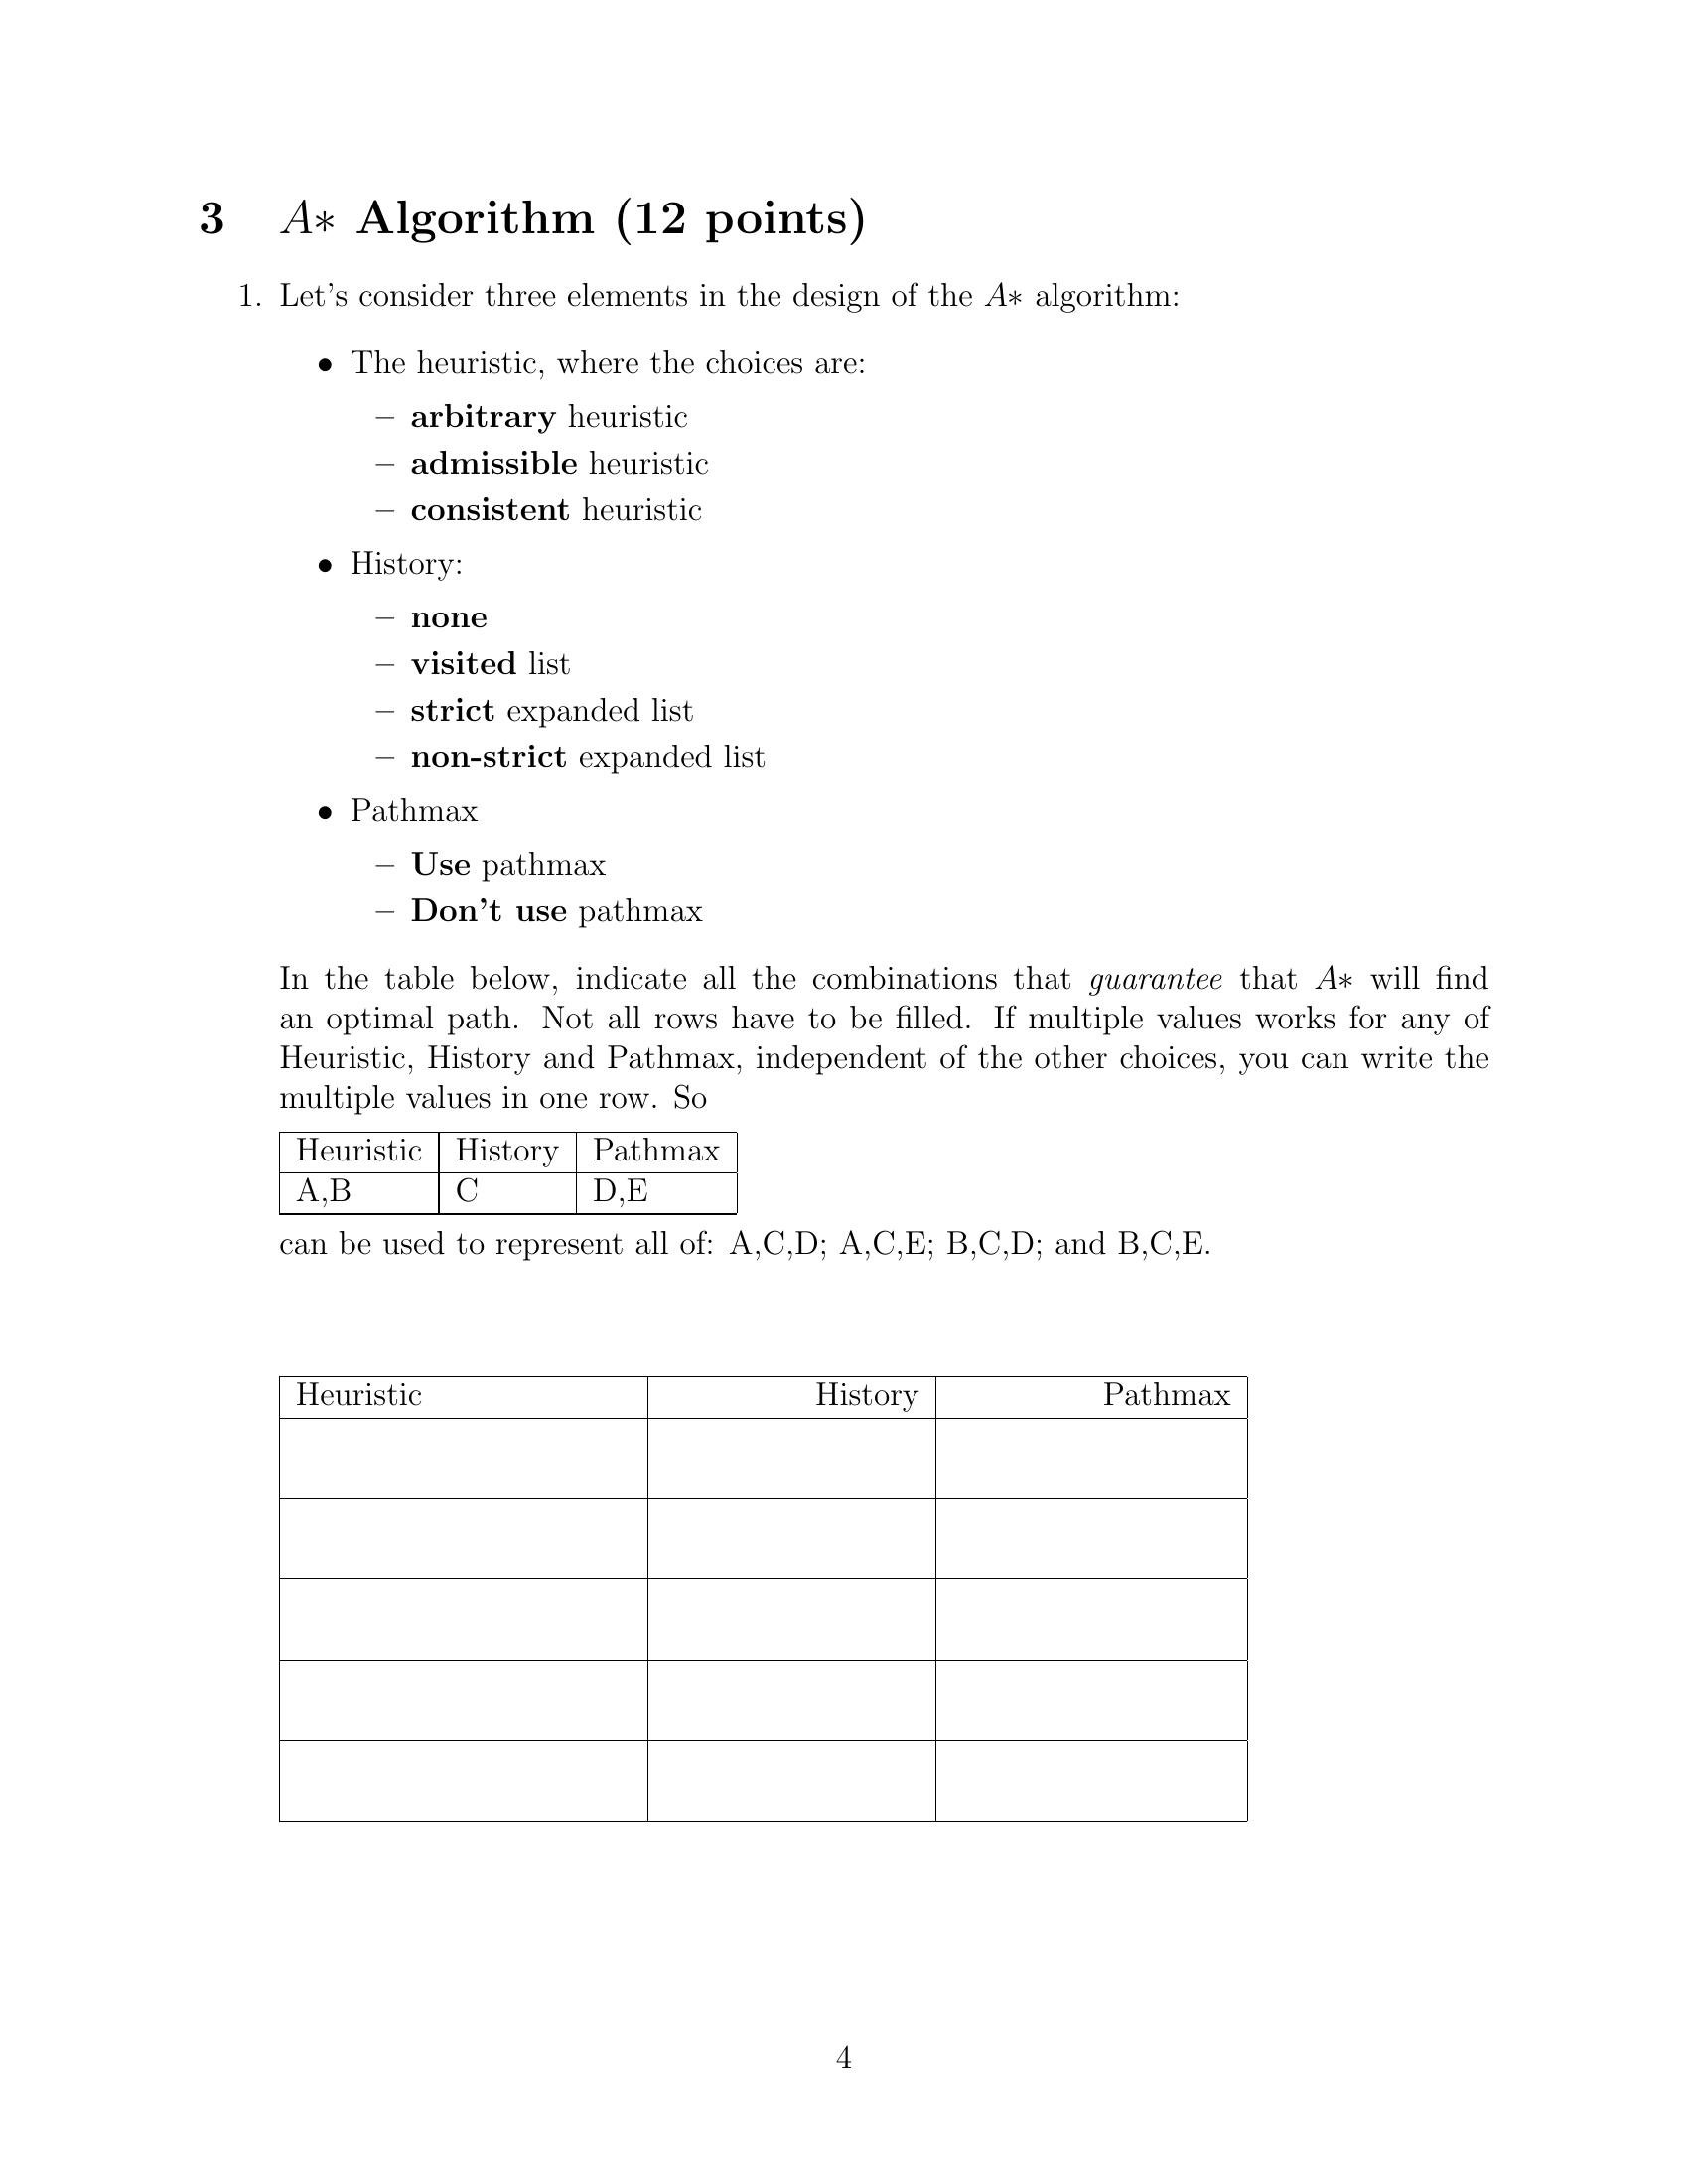 3 A∗ Algorithm (12 points)
1. Let's consider three elements in the design of the A∗ algorithm:
• The heuristic, where the choices are:
– arbitrary heuristic
– admissible heuristic
– consistent heuristic
• History:
– none
– visited list
– strict expanded list
– non-strict expanded list
• Pathmax
– Use pathmax
– Don't use pathmax
In the table below, indicate all the combinations that guarantee that A∗ will find
an optimal path. Not all rows have to be filled. If multiple values works for any of
Heuristic, History and Pathmax, independent of the other choices, you can write the
multiple values in one row. So
Heuristic History Pathmax
A,B C D,E
can be used to represent all of: A,C,D; A,C,E; B,C,D; and B,C,E.
Heuristic History Pathmax
4